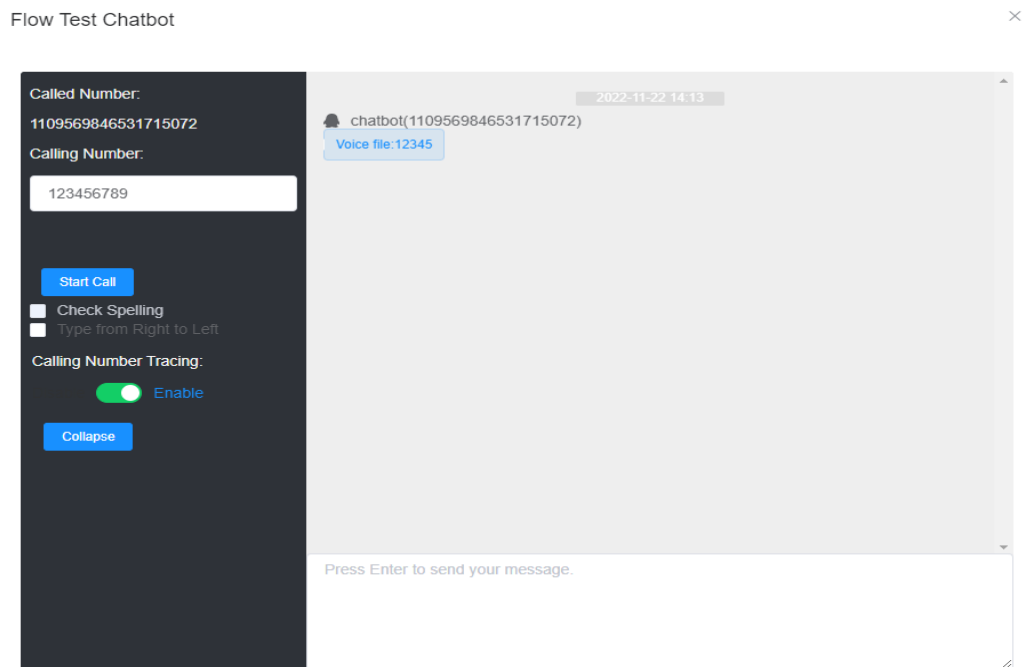 Flow Test Chatbot
Called Number:
1109569846531715072
Calling Number:
123456789
Start Call
Check Spelling
Type from Right to Left
Calling Number Tracing:
Enable
Collapse
2022-11-22 14:13
chatbot(1109569846531715072)
Voice file:12345
Press Enter to send your message.